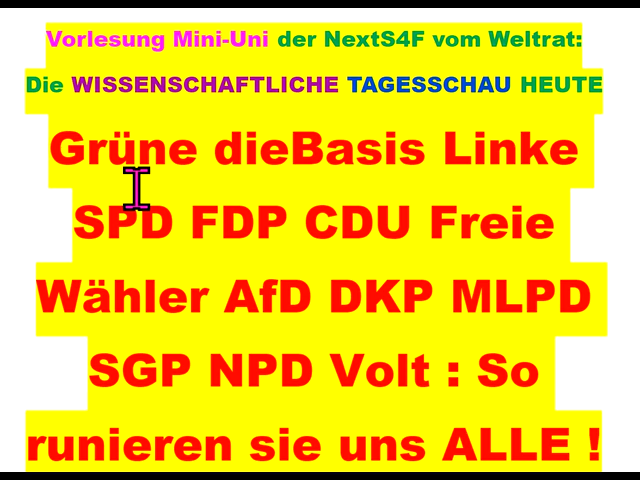 Vorlesung Mini-Uni der NextS4F vom Weltrat:
Die WISSENSCHAFTLICHE TAGESSCHAU HEUTE
Grüne dieBasis Linke
SPD FDP CDU Freie
Wähler AfD DKP MLPD
SGP NPD Volt : So
runieren sie uns ALLE !